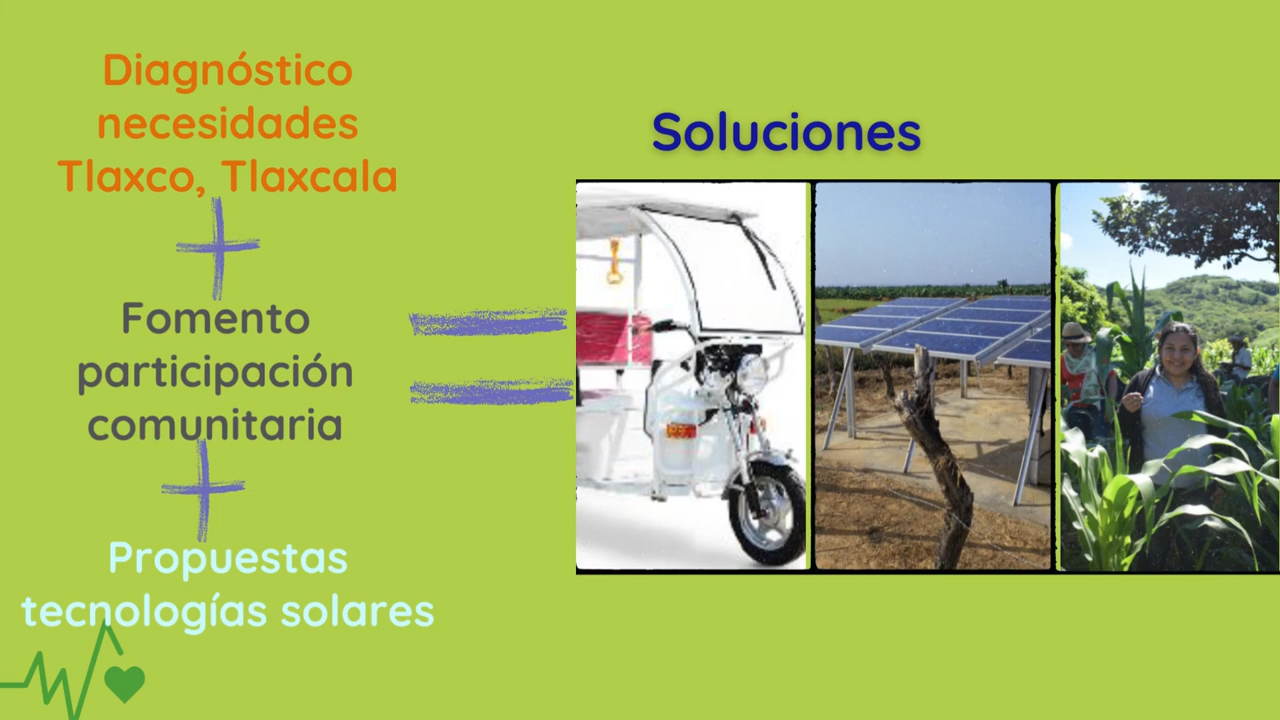 Diagnóstico
necesidades
Tlaxco, Tlaxcala
+
Fomento
participación
comunitaria
+
Propuestas
tecnologías solares
=
Soluciones